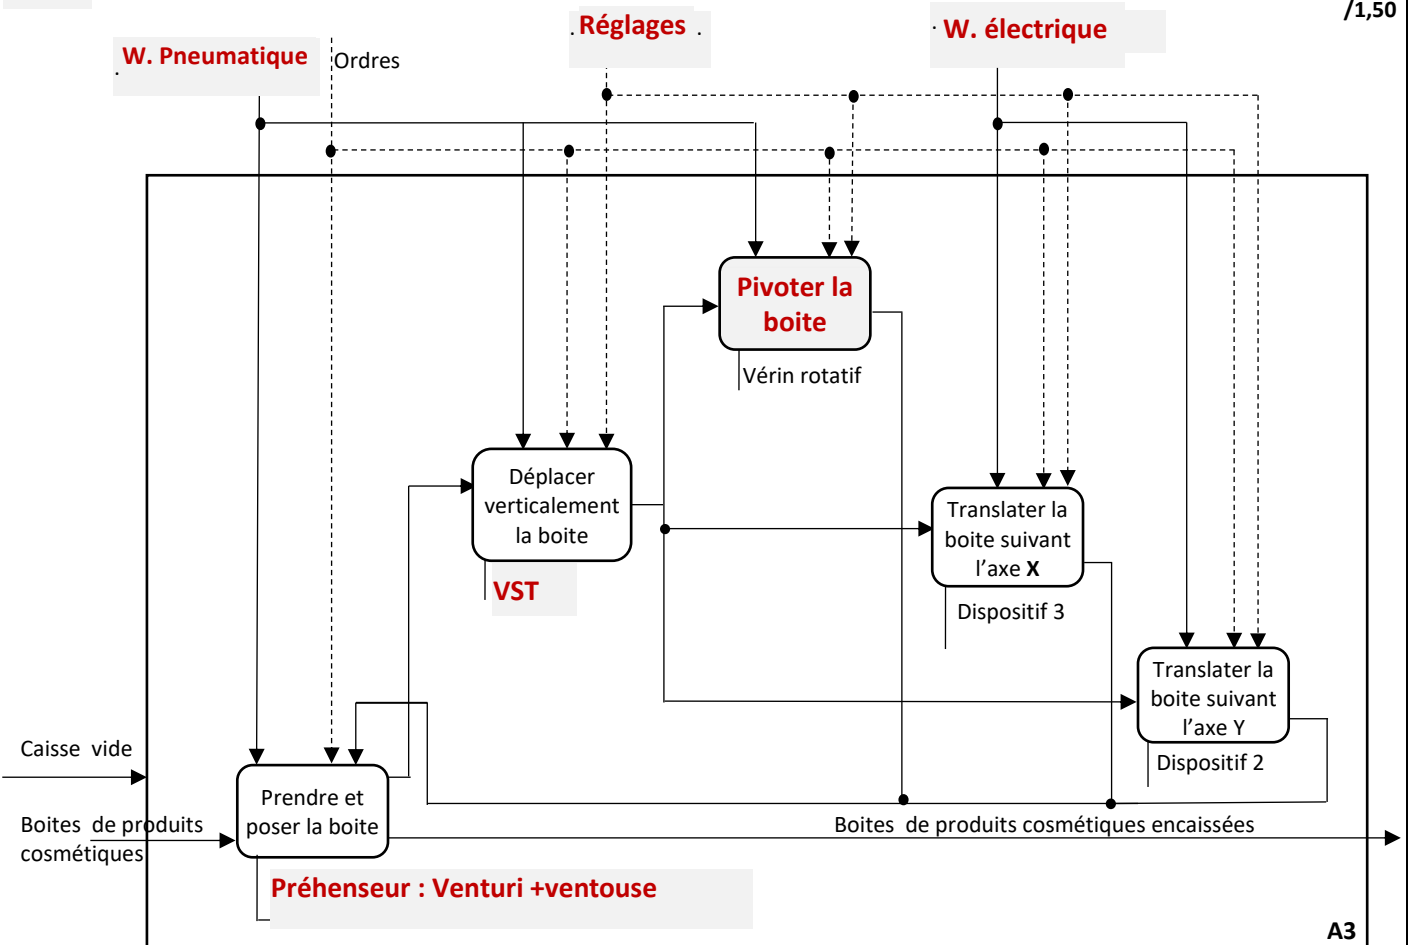 /1,50
. Réglages .
. W. électrique
W. Pneumatique
.
Ordres
Pivoter la
boite
Vérin rotatif
Déplacer
verticalement
la boite
VST
Translater la
boite suivant
l'axe X
Dispositif 3
Translater la
boite suivant
l'axe Y
Dispositif 2
Caisse vide
Prendre et
poser la boite
Boites de produits
cosmétiques
Boites de produits cosmétiques encaissées
Préhenseur : Venturi +ventouse
A3